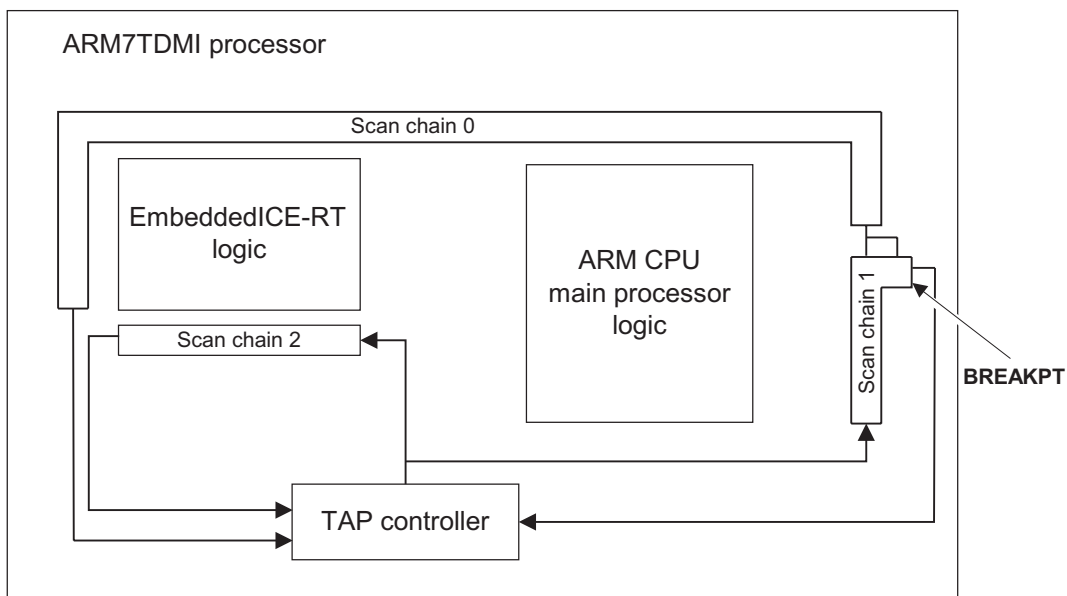 ARM7TDMI processor
Scan chain 0
EmbeddedICE-RT
logic
ARM CPU
main processor
logic
Scan chain 1
Scan chain 2
BREAKPT
TAP controller